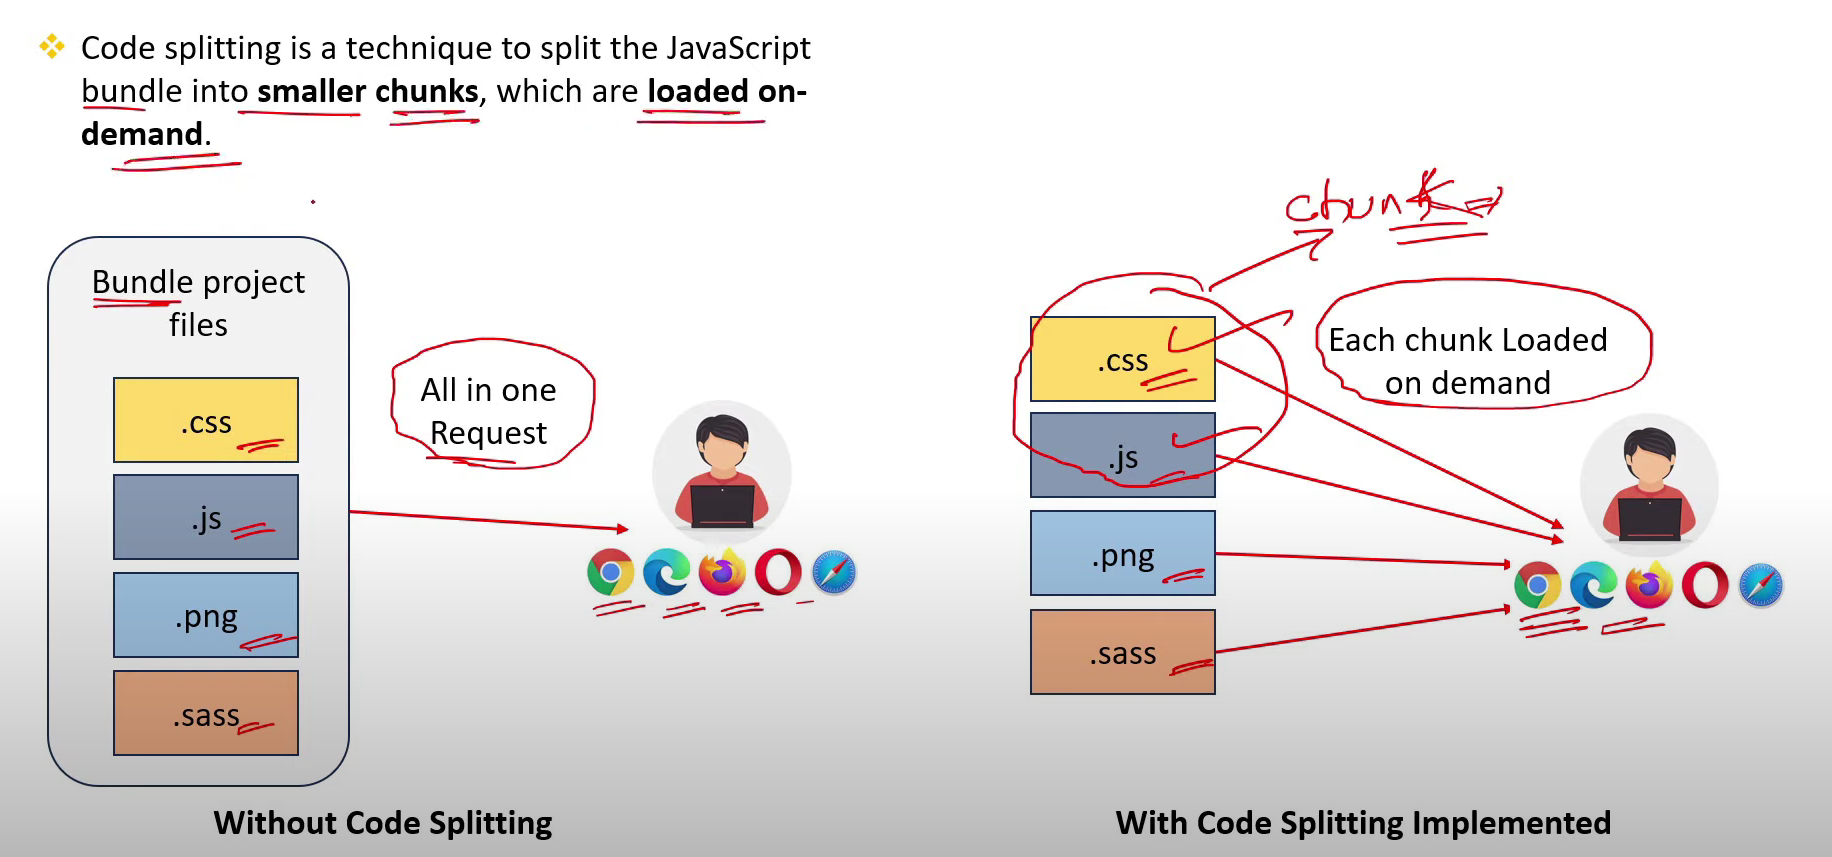 Code splitting is a technique to split the JavaScript
bundle into smaller chunks, which are loaded on-
demand.
Bundle project
files
.css
.js
.png
.sass
All in one
Request
Without Code Splitting
chunk
Each chunk Loaded
on demand
.css
.js
.png
.sass
With Code Splitting Implemented